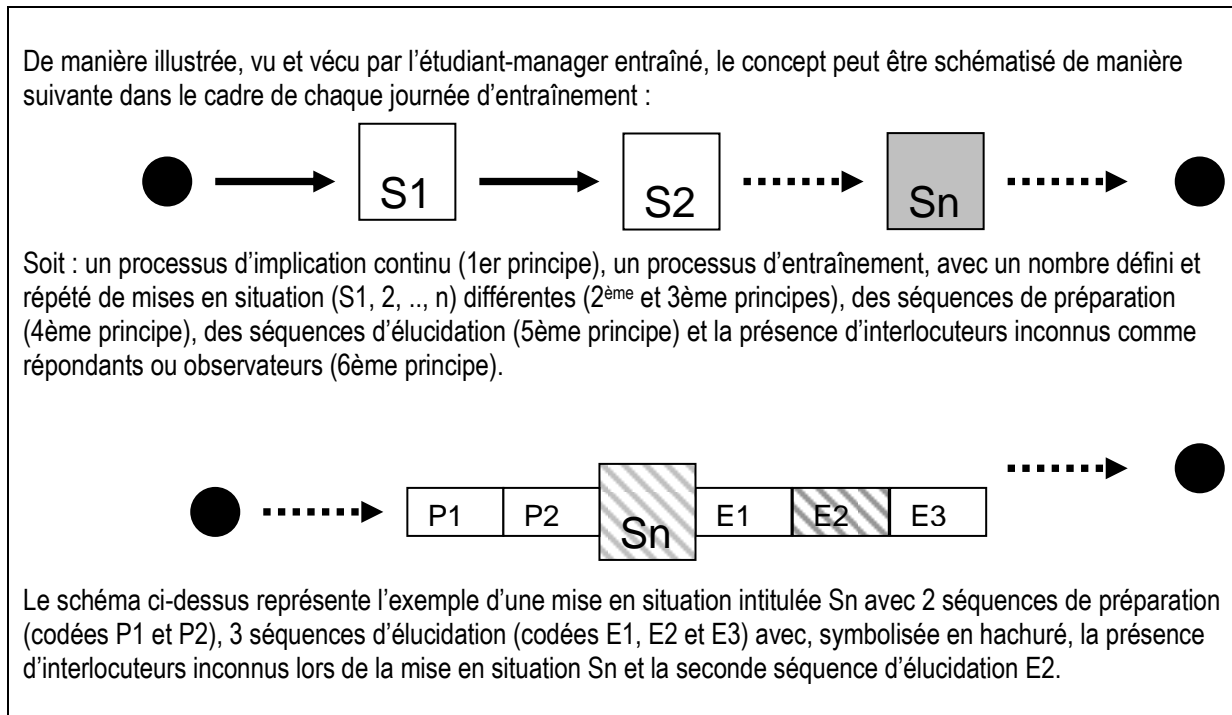 De manière illustrée, vu et vécu par l’étudiant-manager entraîné, le concept peut être schématisé de manière
suivante dans le cadre de chaque journée d’entraînement :
S1 S2 Sn
Soit : un processus d’implication continu (1er principe), un processus d’entraînement, avec un nombre défini et
répété de mises en situation (S1, 2, .., n) différentes (2ème et 3ème principes), des séquences de préparation
(4ème principe), des séquences d’élucidation (5ème principe) et la présence d’interlocuteurs inconnus comme
répondants ou observateurs (6ème principe).
P1 P2 Sn E1 E2 E3
Le schéma ci-dessus représente l’exemple d’une mise en situation intitulée Sn avec 2 séquences de préparation
(codées P1 et P2), 3 séquences d’élucidation (codées E1, E2 et E3) avec, symbolisée en hachuré, la présence
d’interlocuteurs inconnus lors de la mise en situation Sn et la seconde séquence d’élucidation E2.